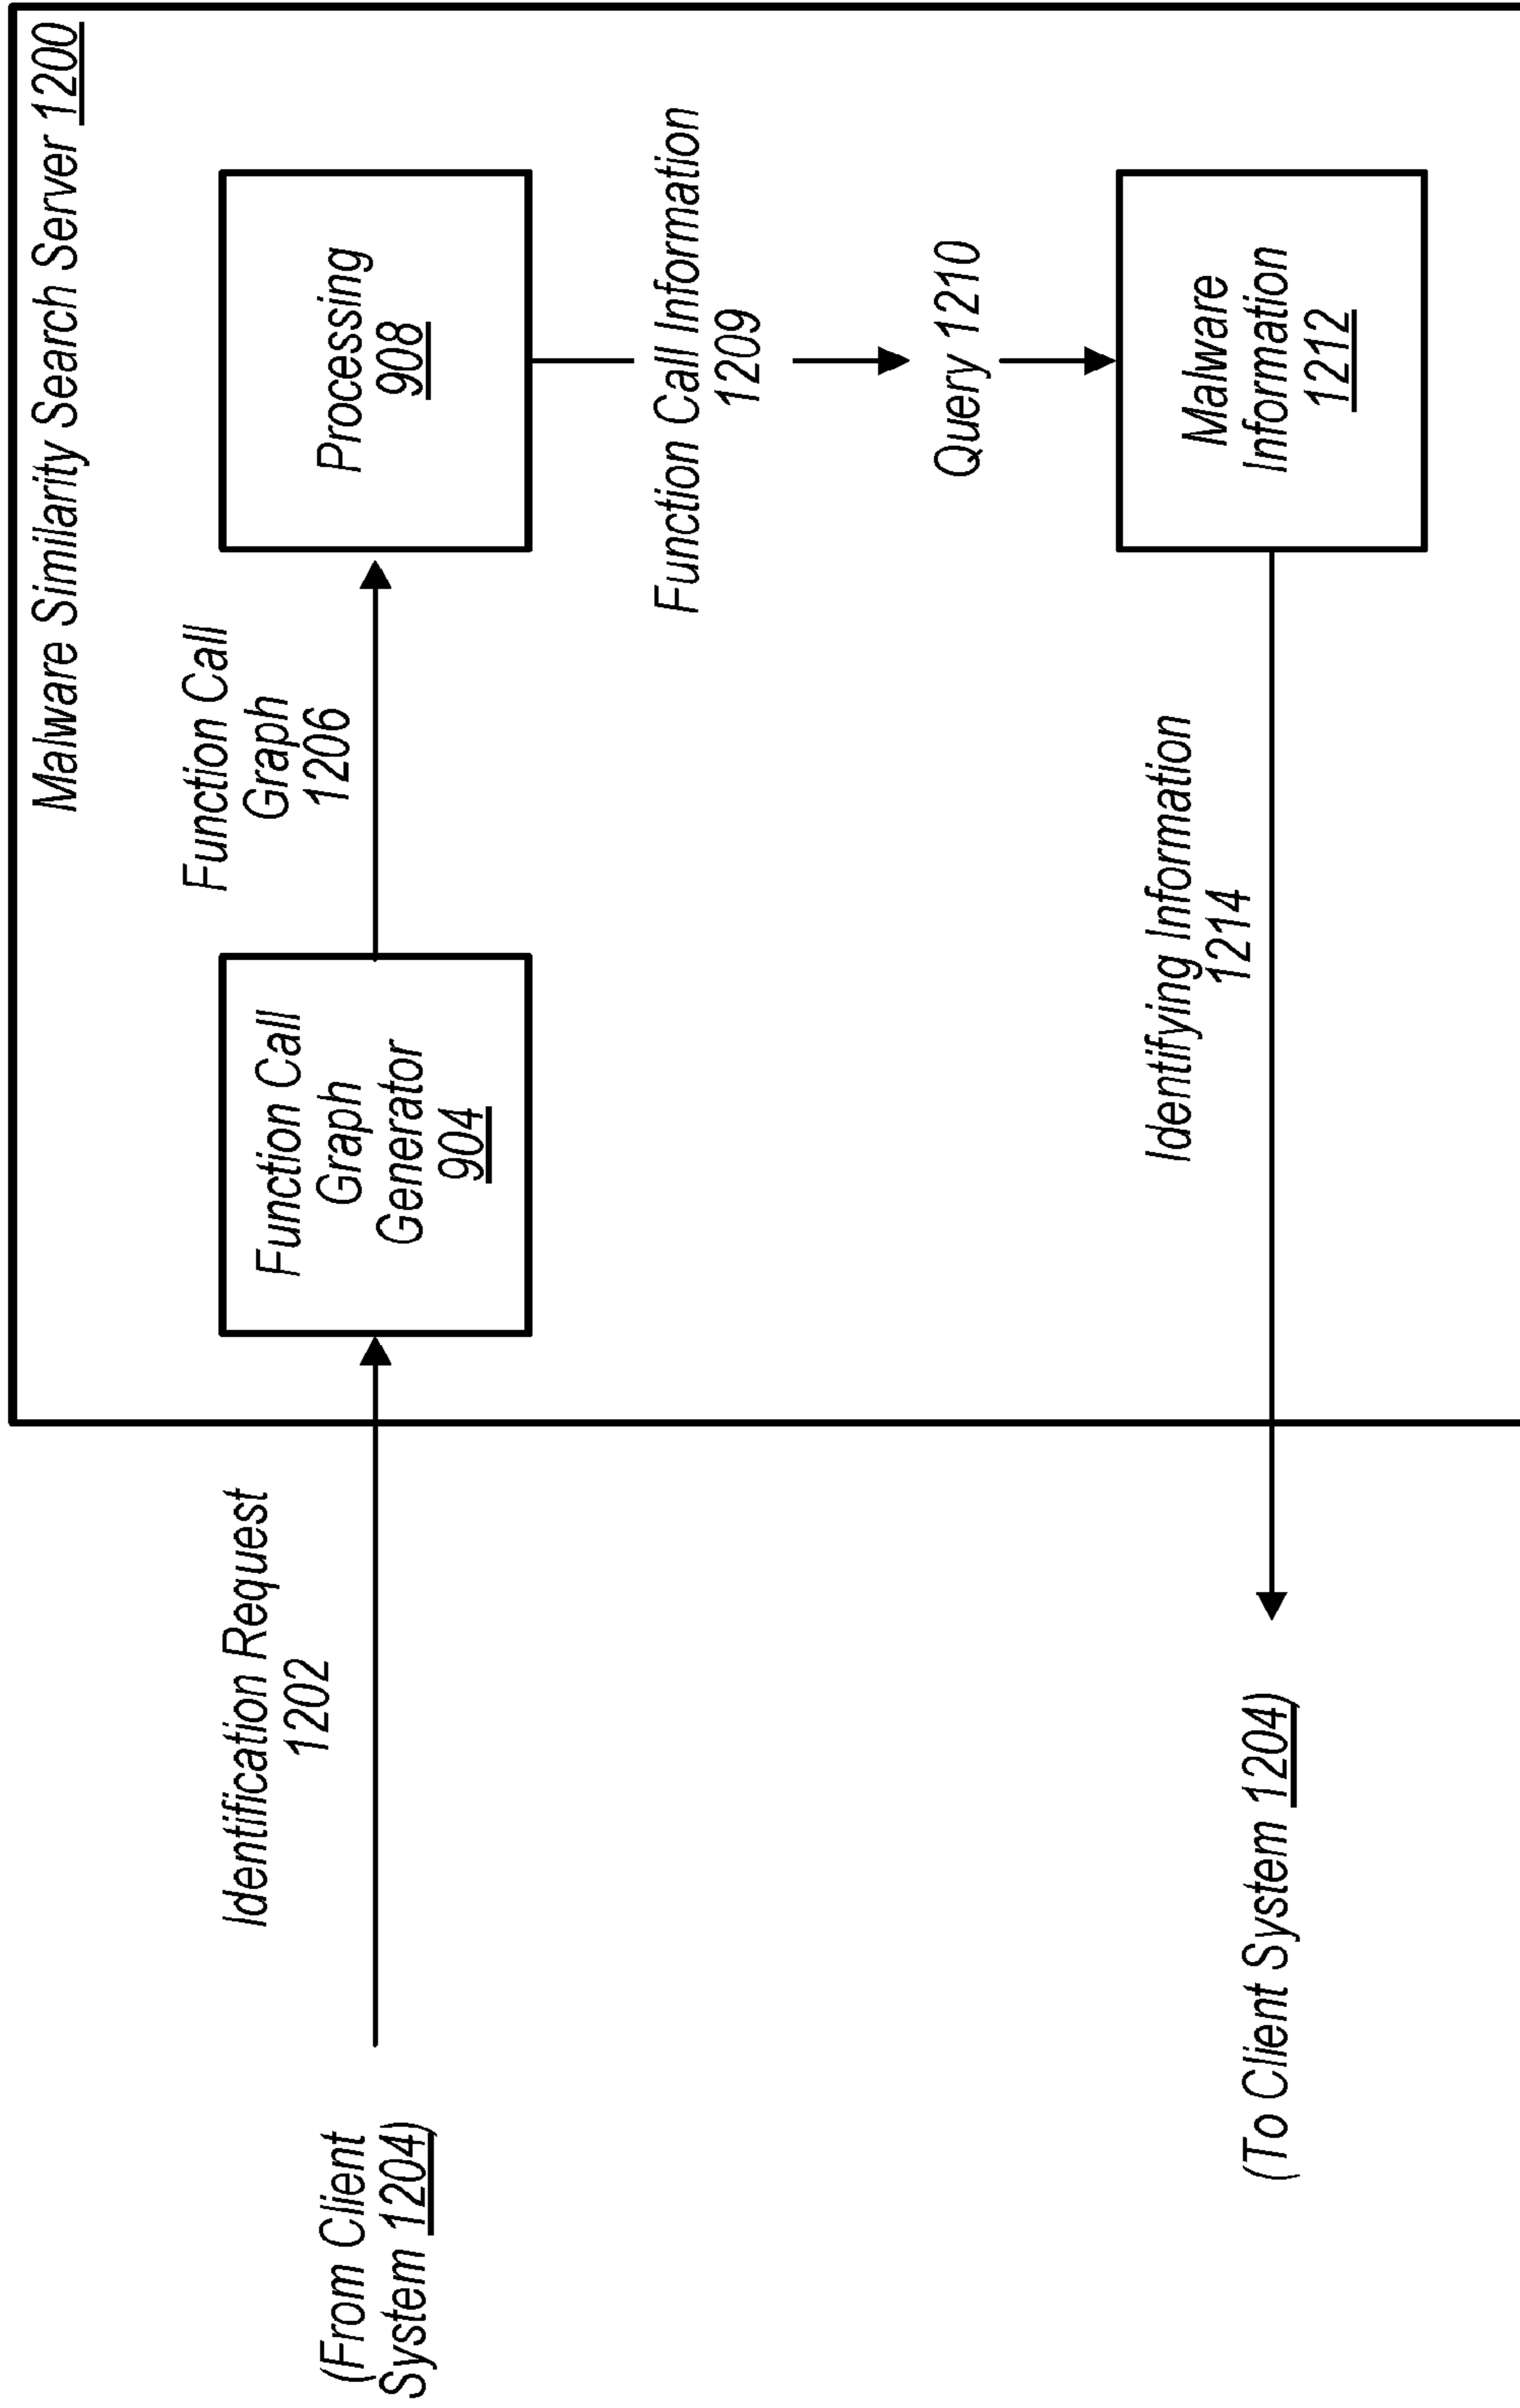 Malware Similarity Search Server 1200
(From Client
System 1204)
Identification Request
1202
Function Call
Graph
Generator
904
Function Call
Graph
1206
Processing
908
Function Call Information
1209
Query 1210
Malware
Information
1212
Identifying Information
1214
(To Client System 1204)